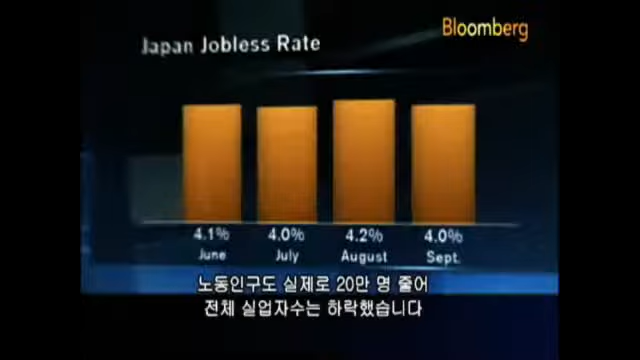 Bloomberg
Japan Jobless Rate
4.1% 4.0% 4.2% 4.0%
June July August Sept.
노동인구도 실제로 20만 명 줄어
전체 실업자수는 하락했습니다